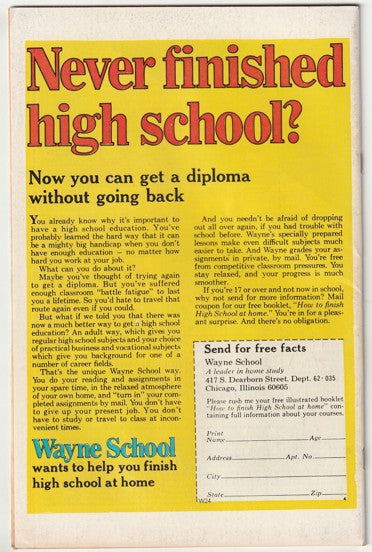 Never finished
high school?
Now you can get a diploma
without going back
You already know why it's important to
have a high school education. You've
probably learned the hard way that it can
be a mighty big handicap when you don't
have enough education – no matter how
hard you work at your job.
What can you do about it?
Maybe you've thought of trying again
to get a diploma. But you've suffered
enough classroom "battle fatigue" to last
you a lifetime. So you'd hate to travel that
route again even if you could.
But what if we told you that there was
now a much better way to get a high school
education? An adult way, which gives you
regular high school subjects and your choice
of practical business and vocational subjects
which give you background for one of a
number of career fields.
That's the unique Wayne School way.
You do your reading and assignments in
your spare time, in the relaxed atmosphere
of your own home, and "turn in" your com-
pleted assignments by mail. You don't have
to give up your present job. You don't
have to study or travel to class at incon-
venient times.
Wayne School
wants to help you finish
high school at home
And you needn't be afraid of dropping
out all over again, if you had trouble with
school before. Wayne's specially prepared
lessons make even difficult subjects much
easier to take. And Wayne grades your as-
signments in private, by mail. You're free
from competitive classroom pressures. You
stay relaxed, and your progress is much
smoother.
If you're 17 or over and not now in school,
why not send for more information? Mail
coupon for our free booklet, "How to finish
High School at home." You're in for a pleas-
ant surprise. And there's no obligation.
Send for free facts
Wayne School
A leader in home study
417 S. Dearborn Street. Dept. 62-035
Chicago, Illinois 60605
Please rush me your free illustrated booklet
"How to finish High School at home" con-
taining full information about your courses.
Print
Name Age
Address Apt. No.
City
State Zip
W24